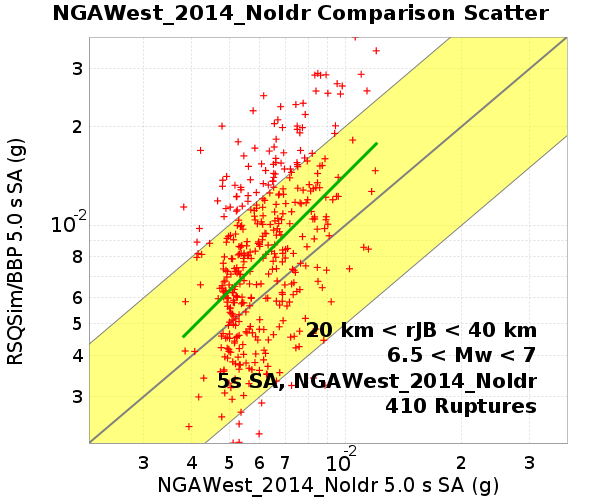 NGAWest_2014_NoIdr Comparison Scatter
RSQSim/BBP 5.0 s SA (g)
3
2
10-2
8
6
5
4
3
20 km < rJB < 40 km
6.5 < Mw < 7
5s SA, NGAWest_2014_NoIdr
410 Ruptures
3 4 5 6 7 10-2 2 3
NGAWest_2014_NoIdr 5.0 s SA (g)